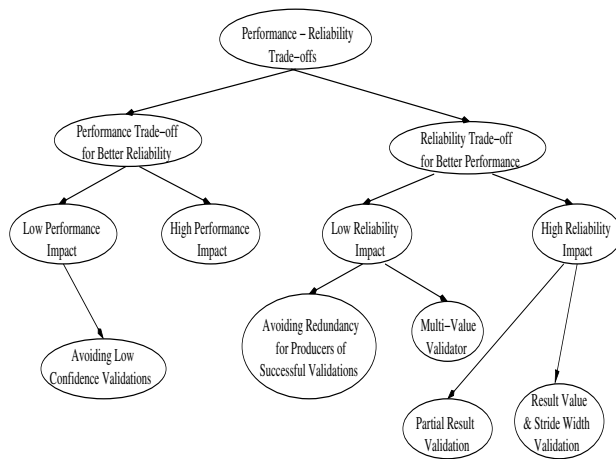 Performance – Reliability
Trade–offs
Performance Trade–off
for Better Reliability
Reliability Trade–off
for Better Performance
Low Performance
Impact
High Performance
Impact
Low Reliability
Impact
High Reliability
Impact
Avoiding Low
Confidence Validations
Avoiding Redundancy
for Producers of
Successful Validations
Multi–Value
Validator
Partial Result
Validation
Result Value
& Stride Width
Validation